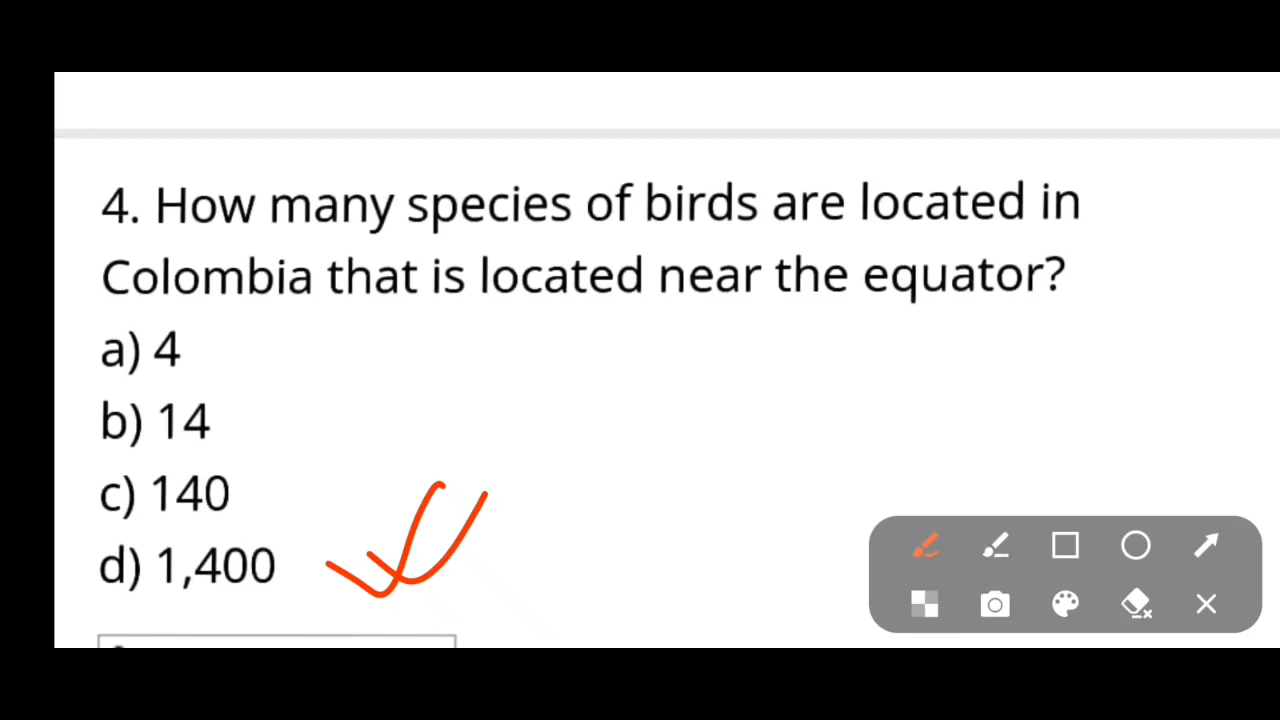 4. How many species of birds are located in
Colombia that is located near the equator?
a) 4
b) 14
c) 140
d) 1,400